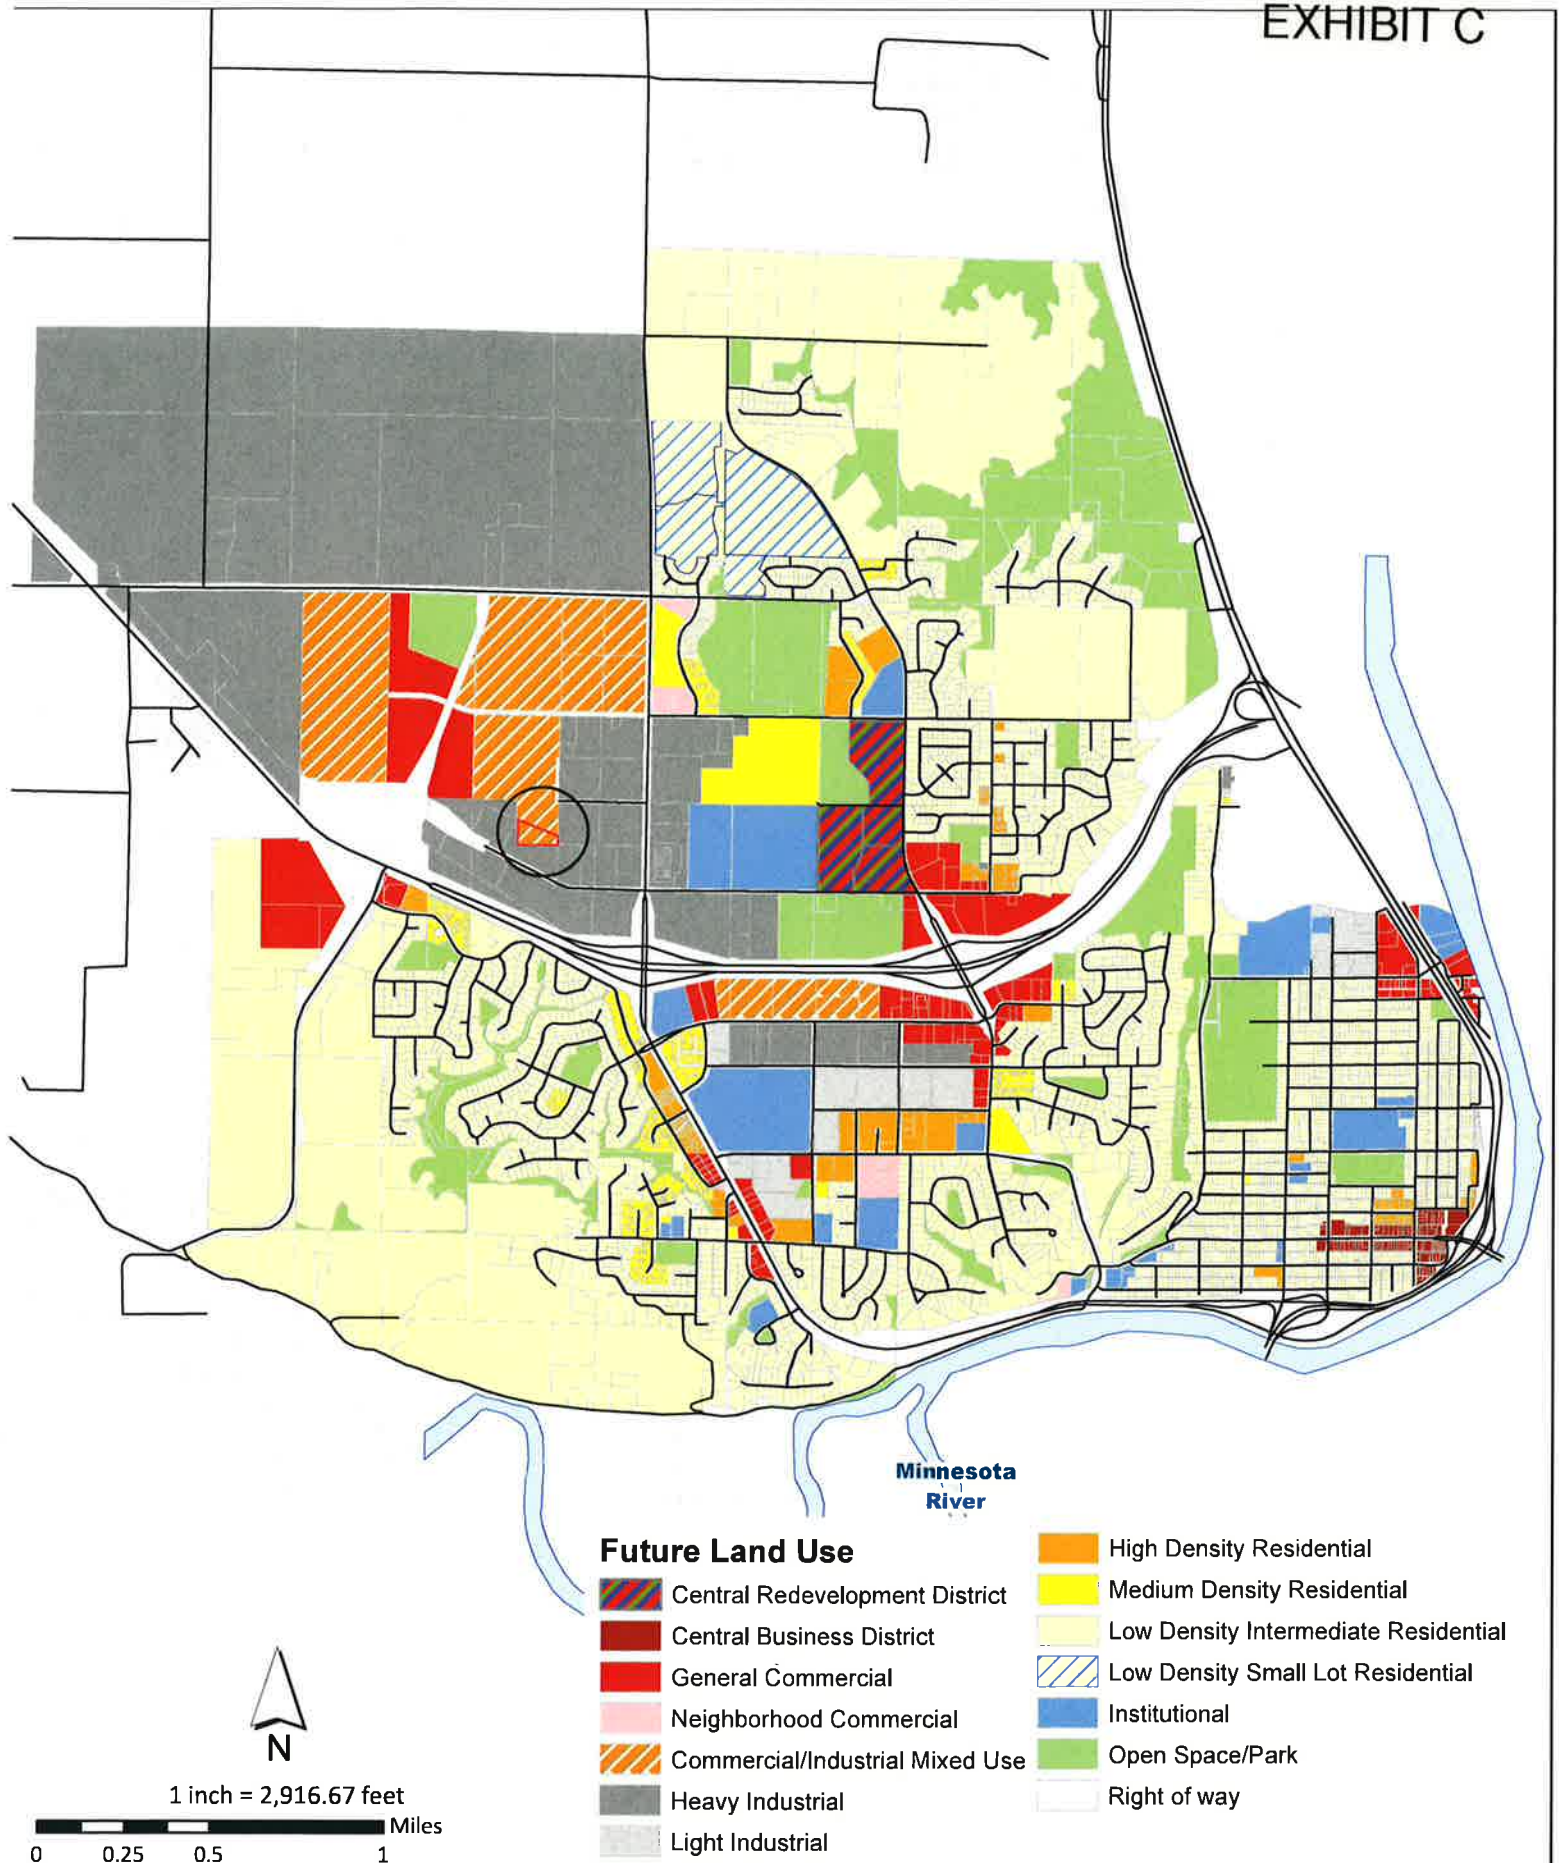 EXHIBIT C
Minnesota
River
Future Land Use
Central Redevelopment District
Central Business District
General Commercial
Neighborhood Commercial
Commercial/Industrial Mixed Use
Heavy Industrial
Light Industrial
High Density Residential
Medium Density Residential
Low Density Intermediate Residential
Low Density Small Lot Residential
Institutional
Open Space/Park
Right of way
N
1 inch = 2,916.67 feet
Miles
0 0.25 0.5 1